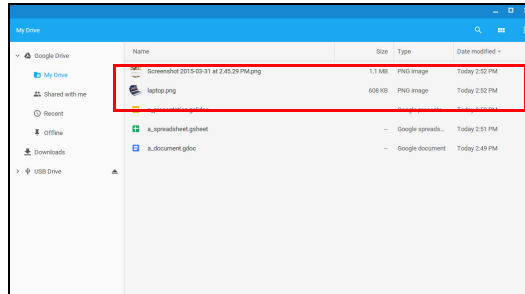 My Drive
Google Drive
My Drive
Shared with me
Recent
Offline
Downloads
USB Drive
Name Size Type Date modified
Screenshot 2015-03-31 at 2.45.29 PM.png 1.1 MB PNG image Today 2:52 PM
laptop.png 608 KB PNG image Today 2:52 PM
a_spreadsheet.gsheet -- Google spreads... Today 2:51 PM
a_document.gdoc -- Google document Today 2:49 PM